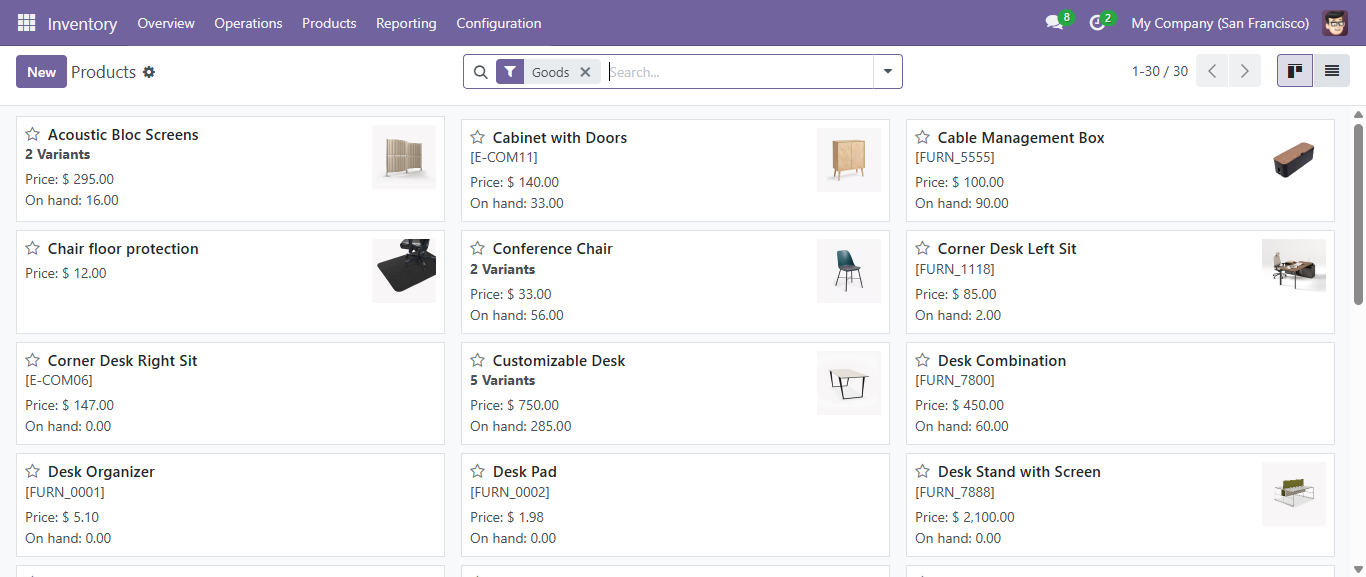 Inventory Overview Operations Products Reporting Configuration 8 2 My Company (San Francisco)
New Products Goods Search... 1-30 / 30
Acoustic Bloc Screens
2 Variants
Price: $ 295.00
On hand: 16.00
Cabinet with Doors
[E-COM11]
Price: $ 140.00
On hand: 33.00
Cable Management Box
[FURN_5555]
Price: $ 100.00
On hand: 90.00
Chair floor protection
Price: $ 12.00
Conference Chair
2 Variants
Price: $ 33.00
On hand: 56.00
Corner Desk Left Sit
[FURN_1118]
Price: $ 85.00
On hand: 2.00
Corner Desk Right Sit
[E-COM06]
Price: $ 147.00
On hand: 0.00
Customizable Desk
5 Variants
Price: $ 750.00
On hand: 285.00
Desk Combination
[FURN_7800]
Price: $ 450.00
On hand: 60.00
Desk Organizer
[FURN_0001]
Price: $ 5.10
On hand: 0.00
Desk Pad
[FURN_0002]
Price: $ 1.98
On hand: 0.00
Desk Stand with Screen
[FURN_7888]
Price: $ 2,100.00
On hand: 0.00